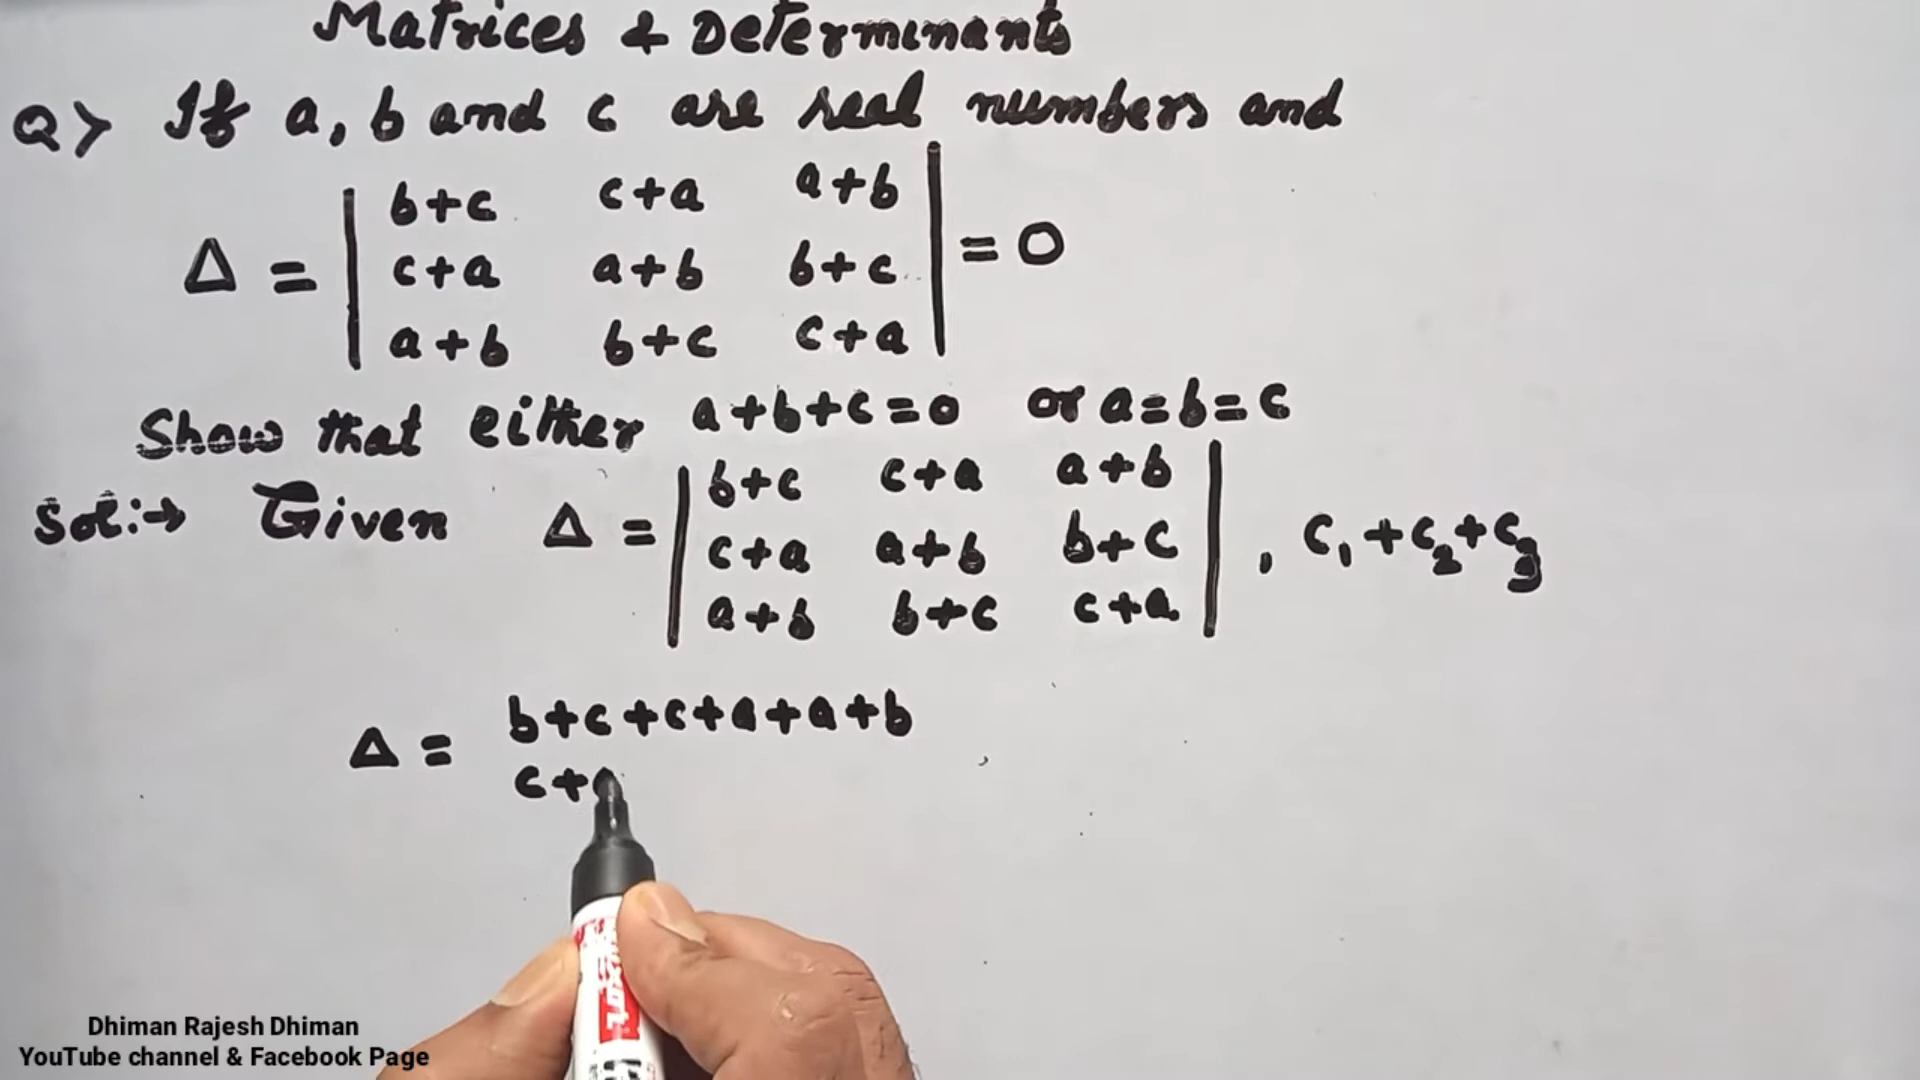 Matrices & Determinants
Q> If a, b and c are real numbers and
Δ = | b+c c+a a+b |
| c+a a+b b+c | = 0
| a+b b+c c+a |
Show that either a+b+c=0 or a=b=c
Sol:→ Given Δ = | b+c c+a a+b |
| c+a a+b b+c | , C₁+C₂+C₃
| a+b b+c c+a |
Δ = b+c+c+a+a+b
c+
Dhiman Rajesh Dhiman
YouTube channel & Facebook Page